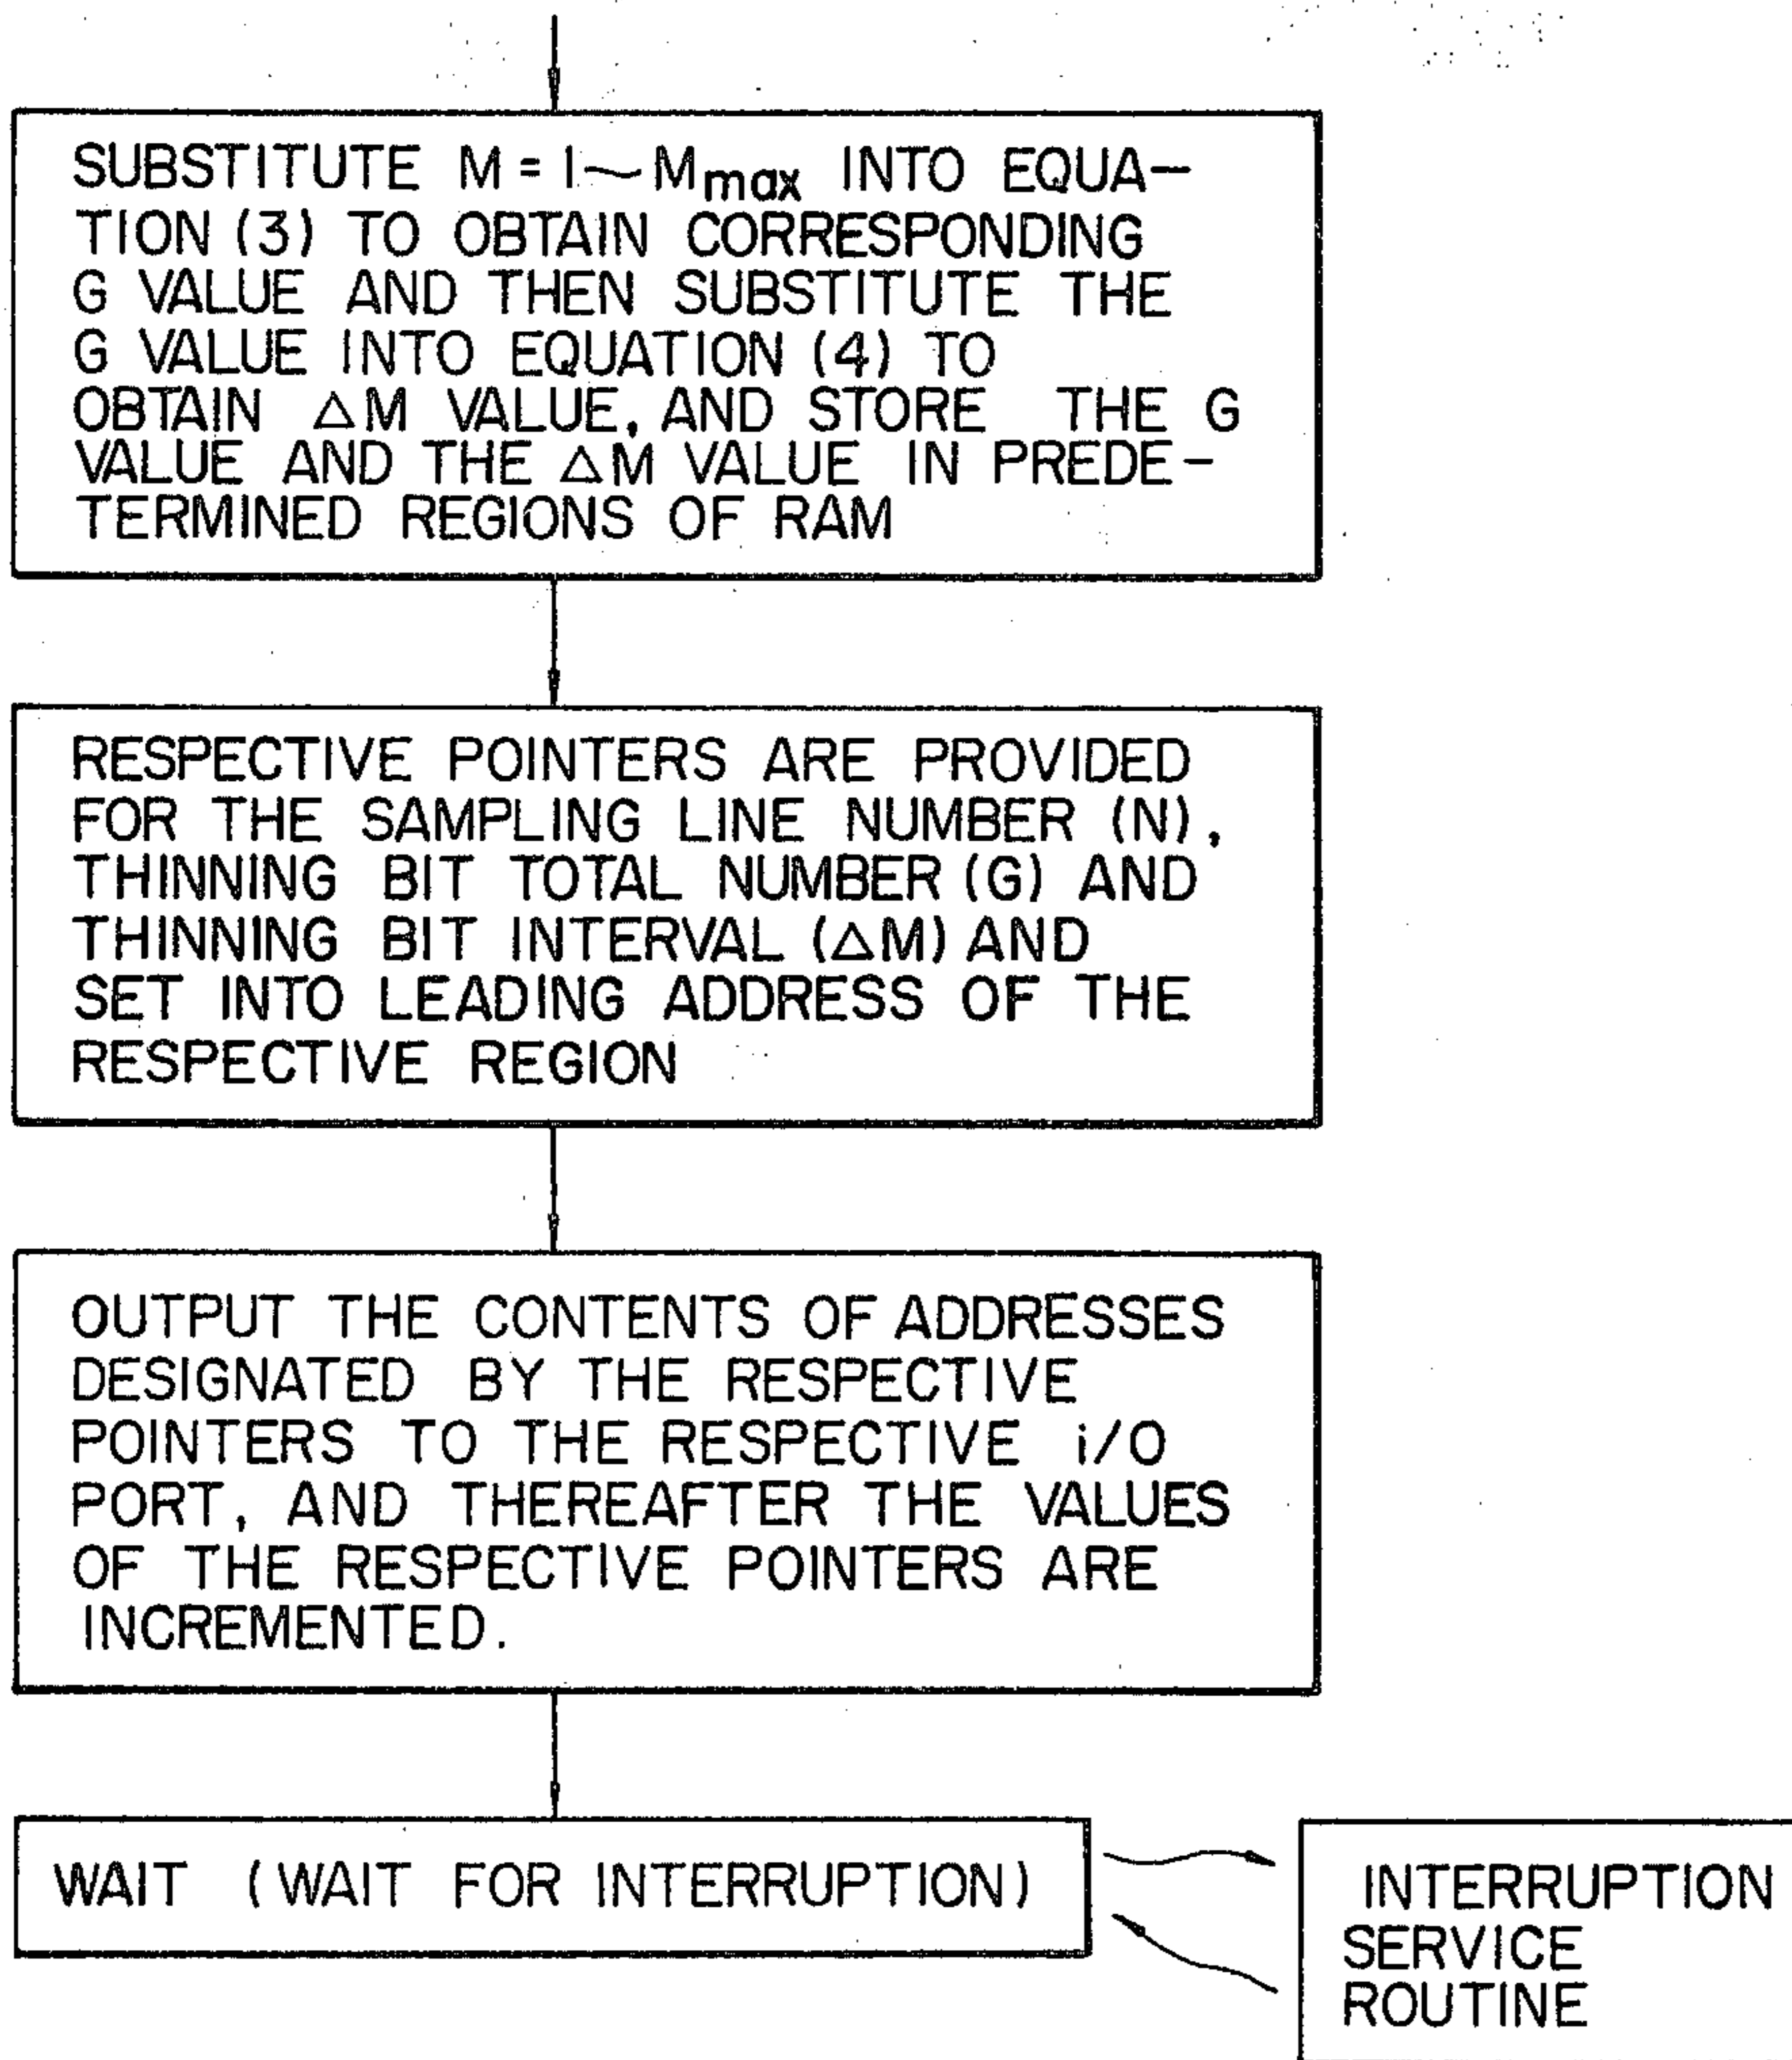 SUBSTITUTE M = 1~Mmax INTO EQUA-
TION (3) TO OBTAIN CORRESPONDING
G VALUE AND THEN SUBSTITUTE THE
G VALUE INTO EQUATION (4) TO
OBTAIN △M VALUE, AND STORE THE G
VALUE AND THE △M VALUE IN PREDE-
TERMINED REGIONS OF RAM
RESPECTIVE POINTERS ARE PROVIDED
FOR THE SAMPLING LINE NUMBER (N),
THINNING BIT TOTAL NUMBER (G) AND
THINNING BIT INTERVAL (△M) AND
SET INTO LEADING ADDRESS OF THE
RESPECTIVE REGION
OUTPUT THE CONTENTS OF ADDRESSES
DESIGNATED BY THE RESPECTIVE
POINTERS TO THE RESPECTIVE i/O
PORT, AND THEREAFTER THE VALUES
OF THE RESPECTIVE POINTERS ARE
INCREMENTED.
WAIT (WAIT FOR INTERRUPTION)
INTERRUPTION
SERVICE
ROUTINE